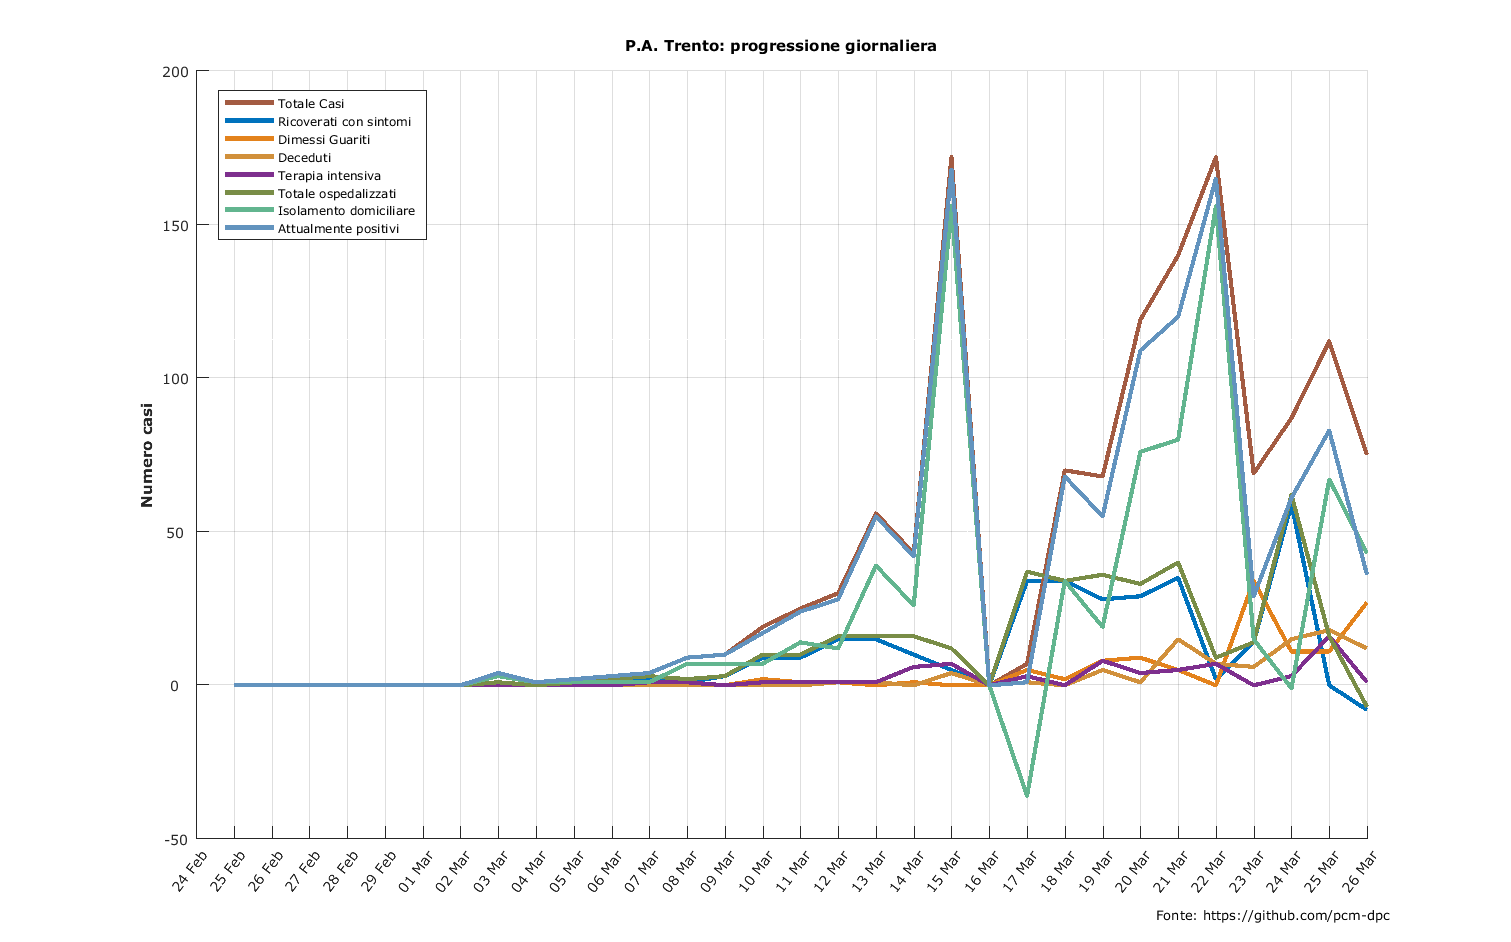 P.A. Trento: progressione giornaliera
200
150
100
50
0
-50
Numero casi
Totale Casi
Ricoverati con sintomi
Dimessi Guariti
Deceduti
Terapia intensiva
Totale ospedalizzati
Isolamento domiciliare
Attualmente positivi
24 Feb
25 Feb
26 Feb
27 Feb
28 Feb
29 Feb
01 Mar
02 Mar
03 Mar
04 Mar
05 Mar
06 Mar
07 Mar
08 Mar
09 Mar
10 Mar
11 Mar
12 Mar
13 Mar
14 Mar
15 Mar
16 Mar
17 Mar
18 Mar
19 Mar
20 Mar
21 Mar
22 Mar
23 Mar
24 Mar
25 Mar
26 Mar
Fonte: https://github.com/pcm-dpc